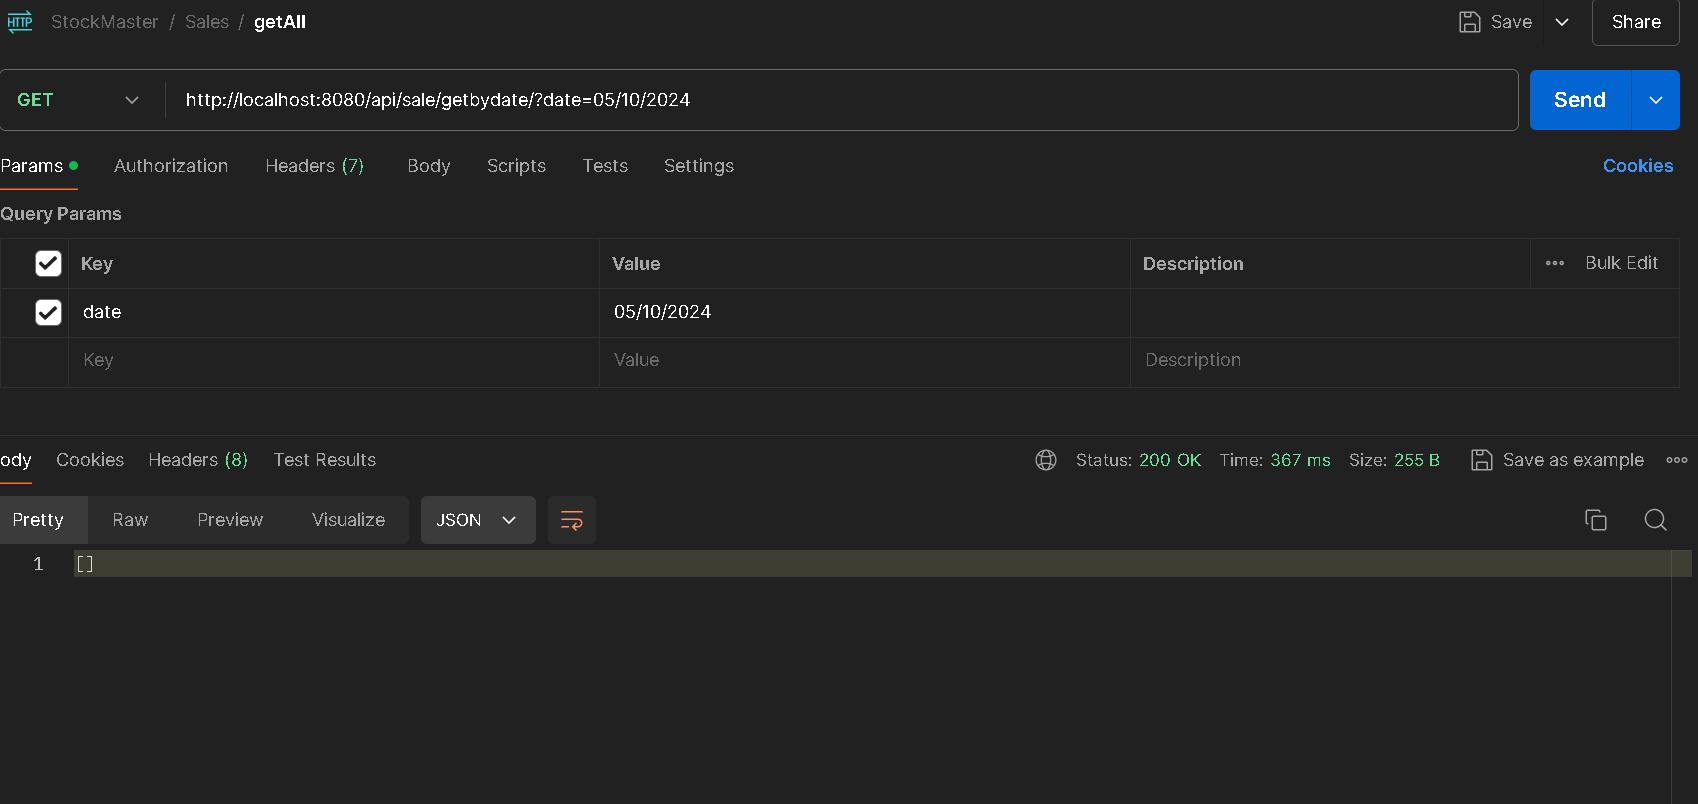 HTTP StockMaster / Sales / getAll Save Share
GET http://localhost:8080/api/sale/getbydate/?date=05/10/2024 Send
Params Authorization Headers (7) Body Scripts Tests Settings Cookies
Query Params
Key Value Description Bulk Edit
date 05/10/2024
Key Value Description
ody Cookies Headers (8) Test Results Status: 200 OK Time: 367 ms Size: 255 B Save as example
Pretty Raw Preview Visualize JSON
1 []